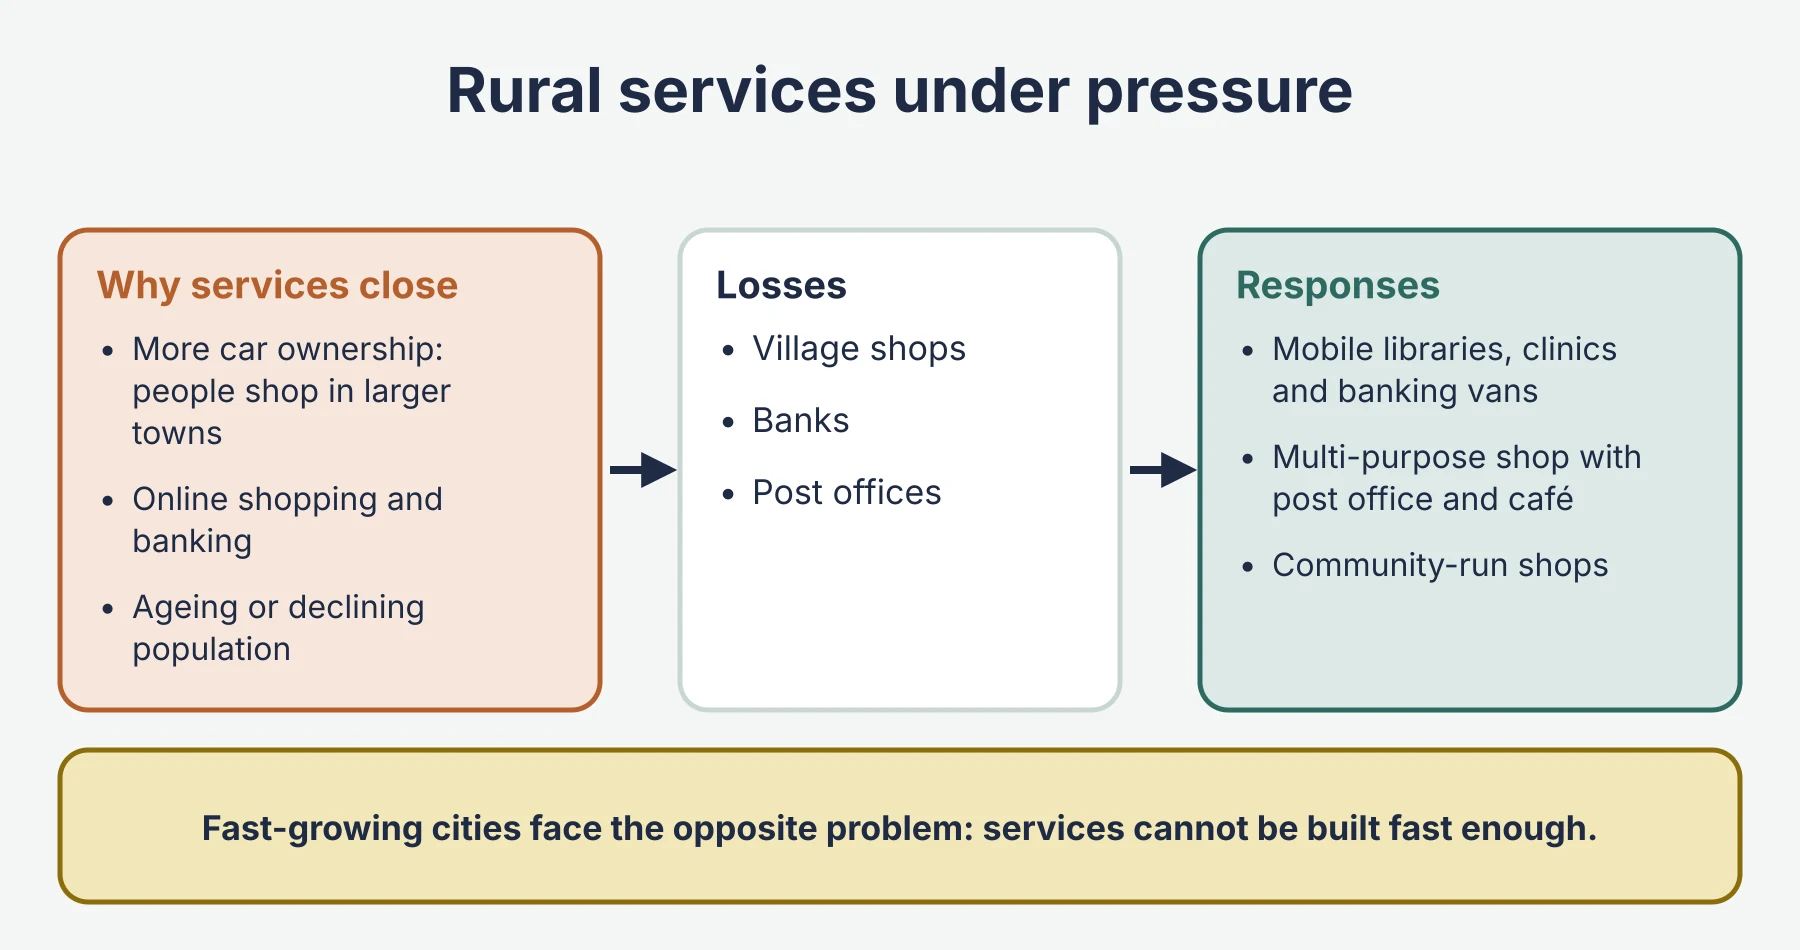 Rural services under pressure
Why services close
• More car ownership:
people shop in larger
towns
• Online shopping and
banking
• Ageing or declining
population
Losses
• Village shops
• Banks
• Post offices
Responses
• Mobile libraries, clinics
and banking vans
• Multi-purpose shop with
post office and café
• Community-run shops
Fast-growing cities face the opposite problem: services cannot be built fast enough.